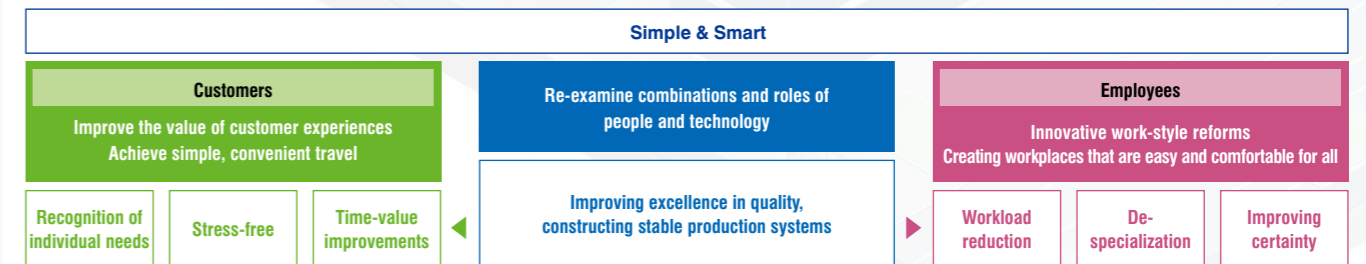 Simple & Smart
Customers
Improve the value of customer experiences
Achieve simple, convenient travel
Recognition of
individual needs
Stress-free
Time-value
improvements
Re-examine combinations and roles of
people and technology
Improving excellence in quality,
constructing stable production systems
Employees
Innovative work-style reforms
Creating workplaces that are easy and comfortable for all
Workload
reduction
De-
specialization
Improving
certainty